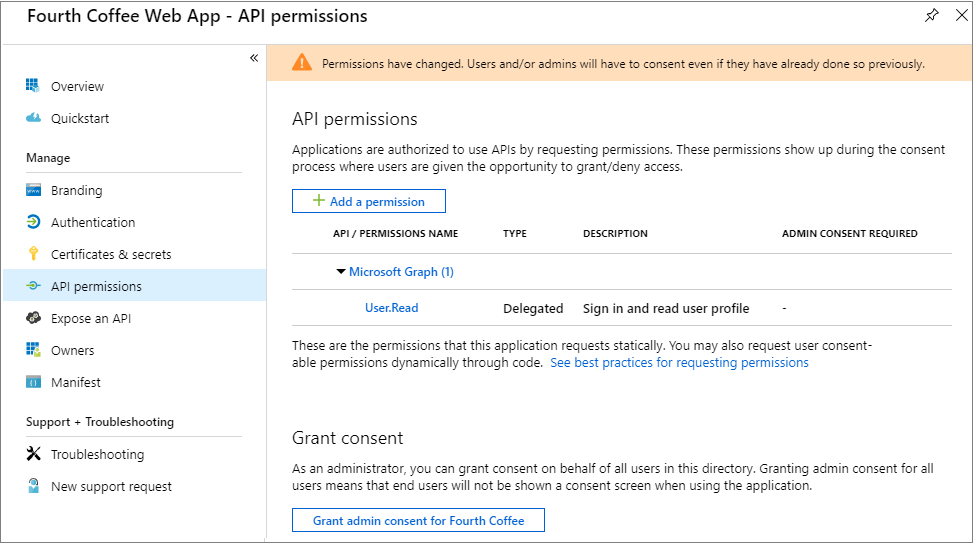 Fourth Coffee Web App - API permissions
«
Overview
Quickstart
Manage
Branding
Authentication
Certificates & secrets
API permissions
Expose an API
Owners
Manifest
Support + Troubleshooting
Troubleshooting
New support request
Permissions have changed. Users and/or admins will have to consent even if they have already done so previously.
API permissions
Applications are authorized to use APIs by requesting permissions. These permissions show up during the consent
process where users are given the opportunity to grant/deny access.
Add a permission
API / PERMISSIONS NAME TYPE DESCRIPTION ADMIN CONSENT REQUIRED
Microsoft Graph (1)
User.Read Delegated Sign in and read user profile -
These are the permissions that this application requests statically. You may also request user consent-
able permissions dynamically through code. See best practices for requesting permissions
Grant consent
As an administrator, you can grant consent on behalf of all users in this directory. Granting admin consent for all
users means that end users will not be shown a consent screen when using the application.
Grant admin consent for Fourth Coffee